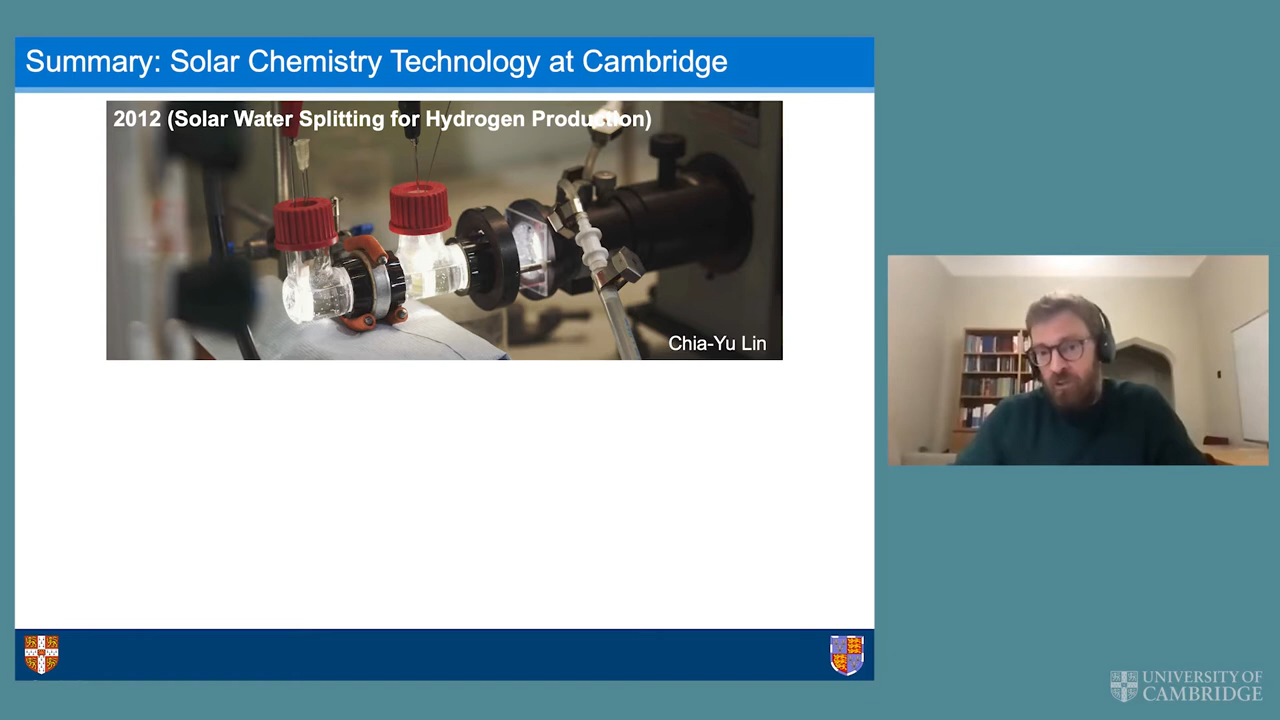 Summary: Solar Chemistry Technology at Cambridge
2012 (Solar Water Splitting for Hydrogen Production)
Chia-Yu Lin
UNIVERSITY OF
CAMBRIDGE